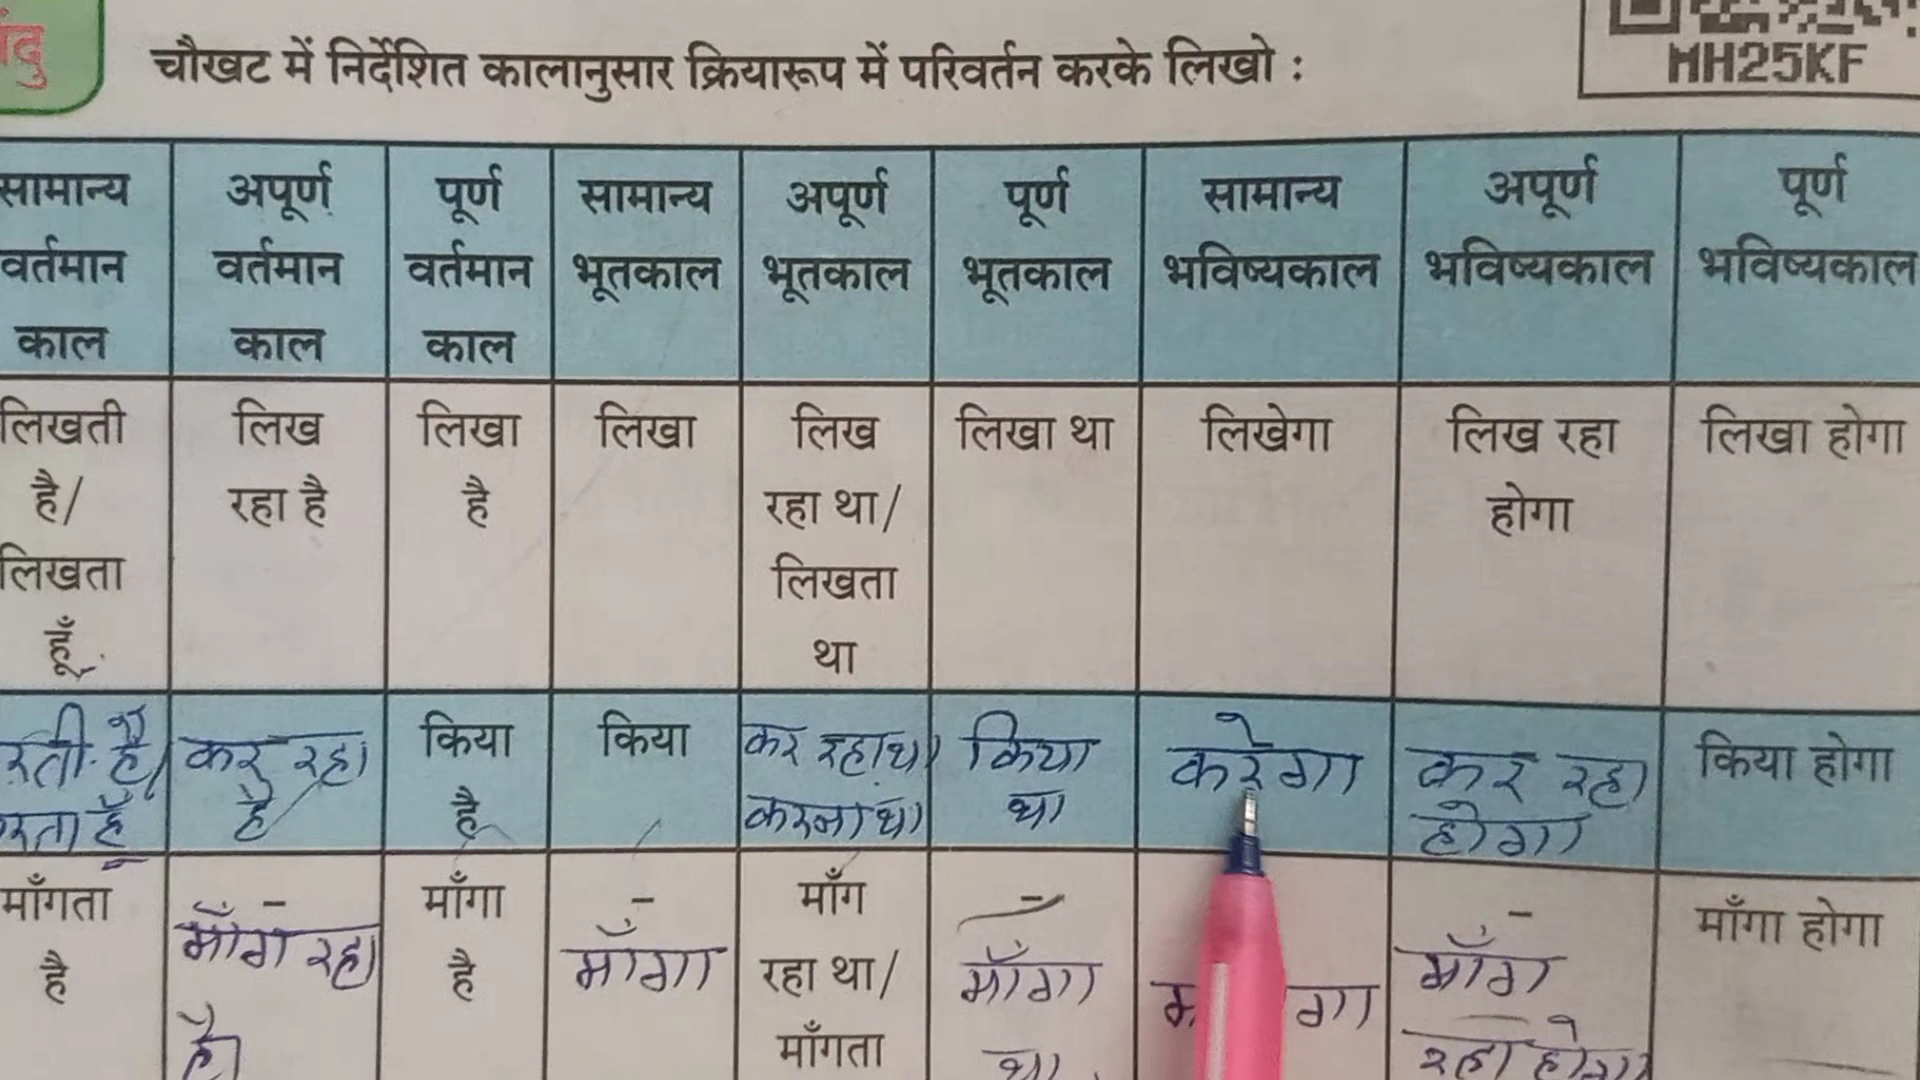 चौखट में निर्देशित कालानुसार क्रियारूप में परिवर्तन करके लिखो :
MH25KF
सामान्य अपूर्ण पूर्ण सामान्य अपूर्ण पूर्ण सामान्य अपूर्ण पूर्ण
वर्तमान वर्तमान वर्तमान भूतकाल भूतकाल भूतकाल भविष्यकाल भविष्यकाल भविष्यकाल
काल काल काल
लिखती लिख लिखा लिखा लिख लिखा था लिखेगा लिख रहा लिखा होगा
है/ रहा है है रहा था/ होगा
लिखता लिखता
हूँ था
रती है/ कर रहा किया किया कर रहा था/ किया करेगा कर रहा किया होगा
रता हूँ है है करता था था होगा
माँगता - माँगा - माँग - - माँगा होगा
है माँग रहा है माँगा रहा था/ माँगा गा माँग
है माँगता था रहा होगा